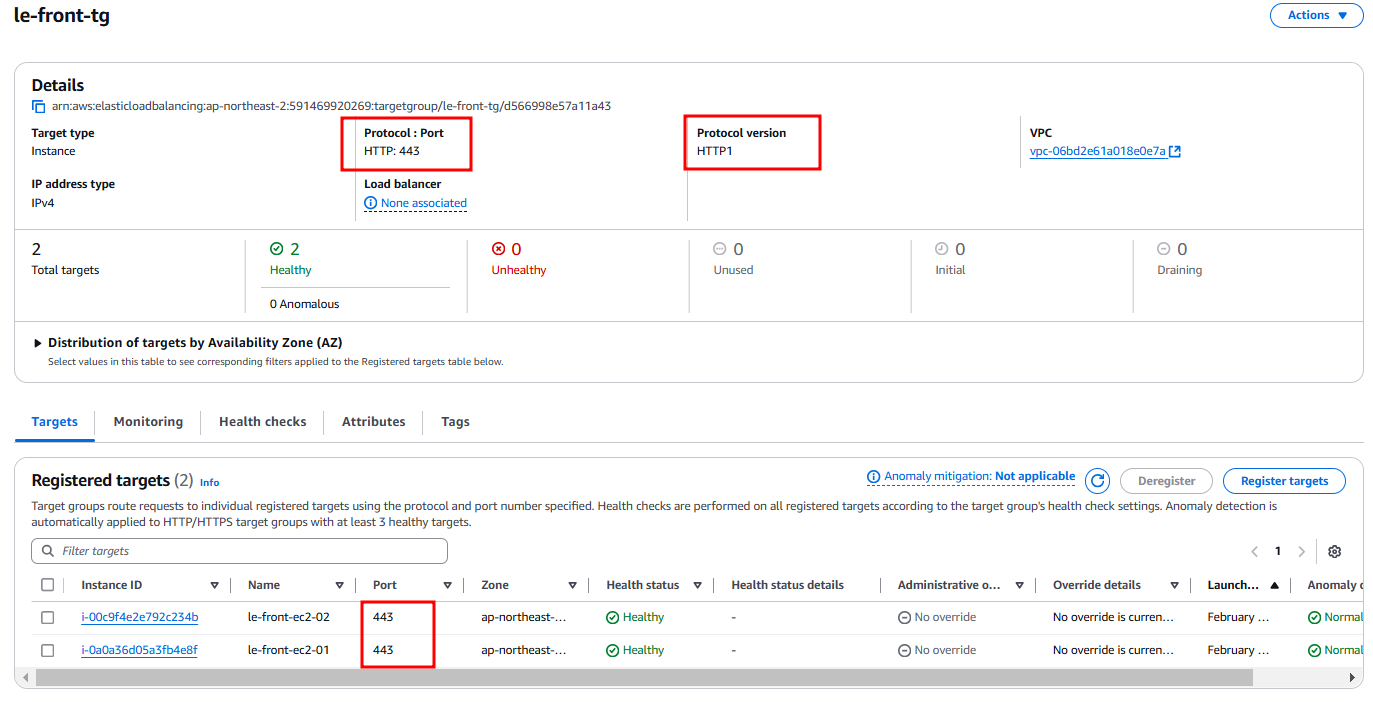 le-front-tg
Actions
Details
arn:aws:elasticloadbalancing:ap-northeast-2:591469920269:targetgroup/le-front-tg/d566998e57a11a43
Target type
Instance
Protocol : Port
HTTP: 443
Protocol version
HTTP1
VPC
vpc-06bd2e61a018e0e7a
IP address type
IPv4
Load balancer
None associated
2
Total targets
2
Healthy
0 Anomalous
0
Unhealthy
0
Unused
0
Initial
0
Draining
Distribution of targets by Availability Zone (AZ)
Select values in this table to see corresponding filters applied to the Registered targets table below.
Targets Monitoring Health checks Attributes Tags
Registered targets (2) Info
Anomaly mitigation: Not applicable
Deregister
Register targets
Target groups route requests to individual registered targets using the protocol and port number specified. Health checks are performed on all registered targets according to the target group's health check settings. Anomaly detection is
automatically applied to HTTP/HTTPS target groups with at least 3 healthy targets.
Filter targets
1
Instance ID Name Port Zone Health status Health status details Administrative o... Override details Launch... Anomaly
i-00c9f4e2e792c234b le-front-ec2-02 443 ap-northeast-... Healthy - No override No override is curren... February ... Normal
i-0a0a36d05a3fb4e8f le-front-ec2-01 443 ap-northeast-... Healthy - No override No override is curren... February ... Normal